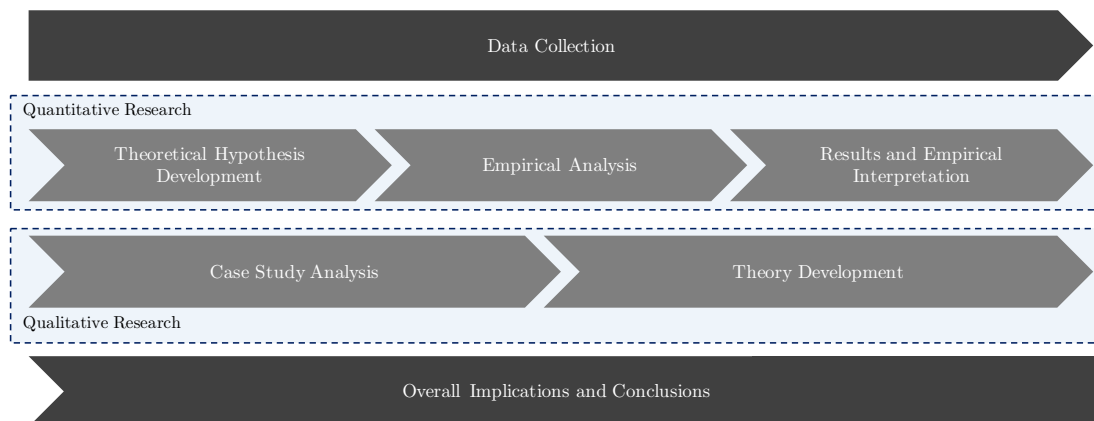 Data Collection
Quantitative Research
Theoretical Hypothesis
Development
Empirical Analysis
Results and Empirical
Interpretation
Case Study Analysis
Theory Development
Qualitative Research
Overall Implications and Conclusions